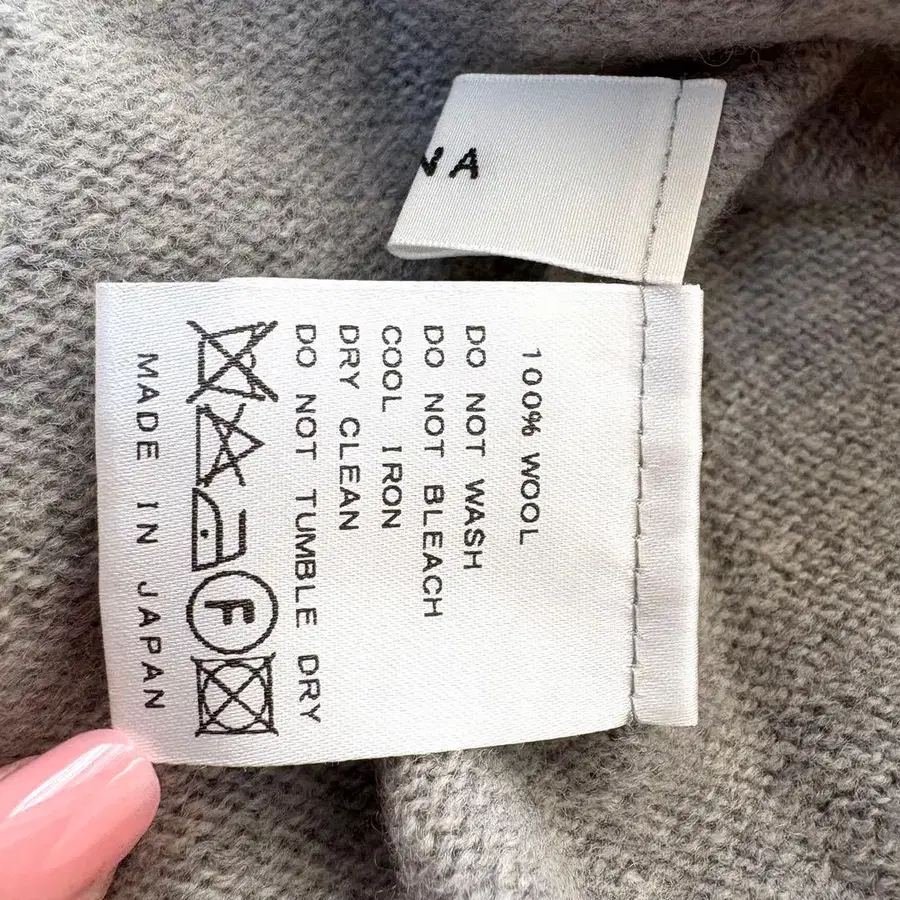 NA
100% WOOL
DO NOT WASH
DO NOT BLEACH
COOL IRON
DRY CLEAN
DO NOT TUMBLE DRY
F
MADE IN JAPAN